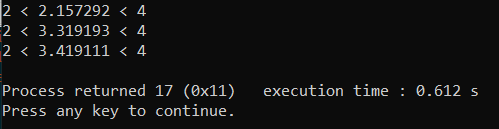 2 < 2.157292 < 4
2 < 3.319193 < 4
2 < 3.419111 < 4
Process returned 17 (0x11)   execution time : 0.612 s
Press any key to continue.